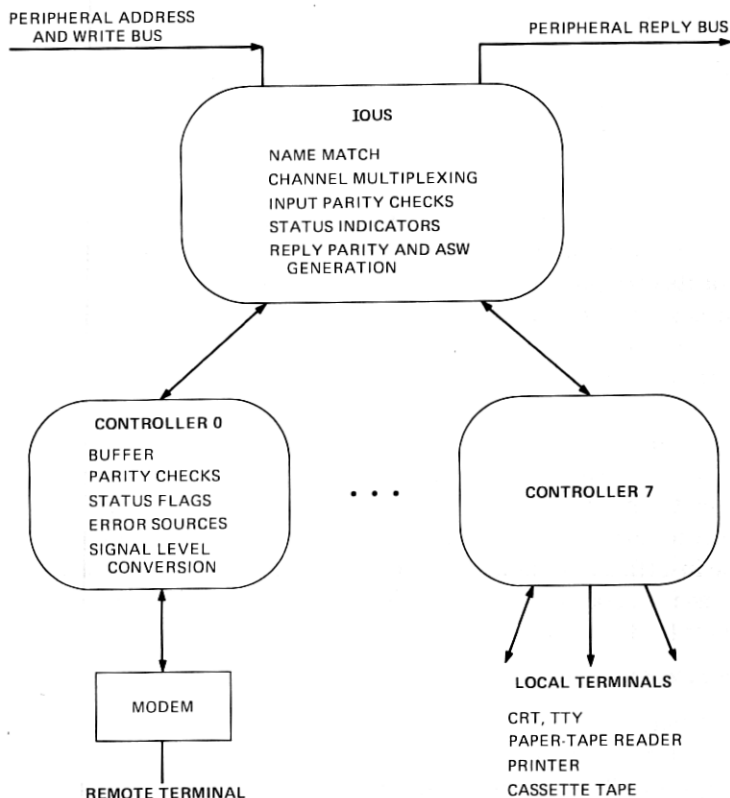 PERIPHERAL ADDRESS
AND WRITE BUS
PERIPHERAL REPLY BUS
IOUS
NAME MATCH
CHANNEL MULTIPLEXING
INPUT PARITY CHECKS
STATUS INDICATORS
REPLY PARITY AND ASW
GENERATION
CONTROLLER 0
BUFFER
PARITY CHECKS
STATUS FLAGS
ERROR SOURCES
SIGNAL LEVEL
CONVERSION
• • •
CONTROLLER 7
MODEM
REMOTE TERMINAL
LOCAL TERMINALS
CRT, TTY
PAPER-TAPE READER
PRINTER
CASSETTE TAPE